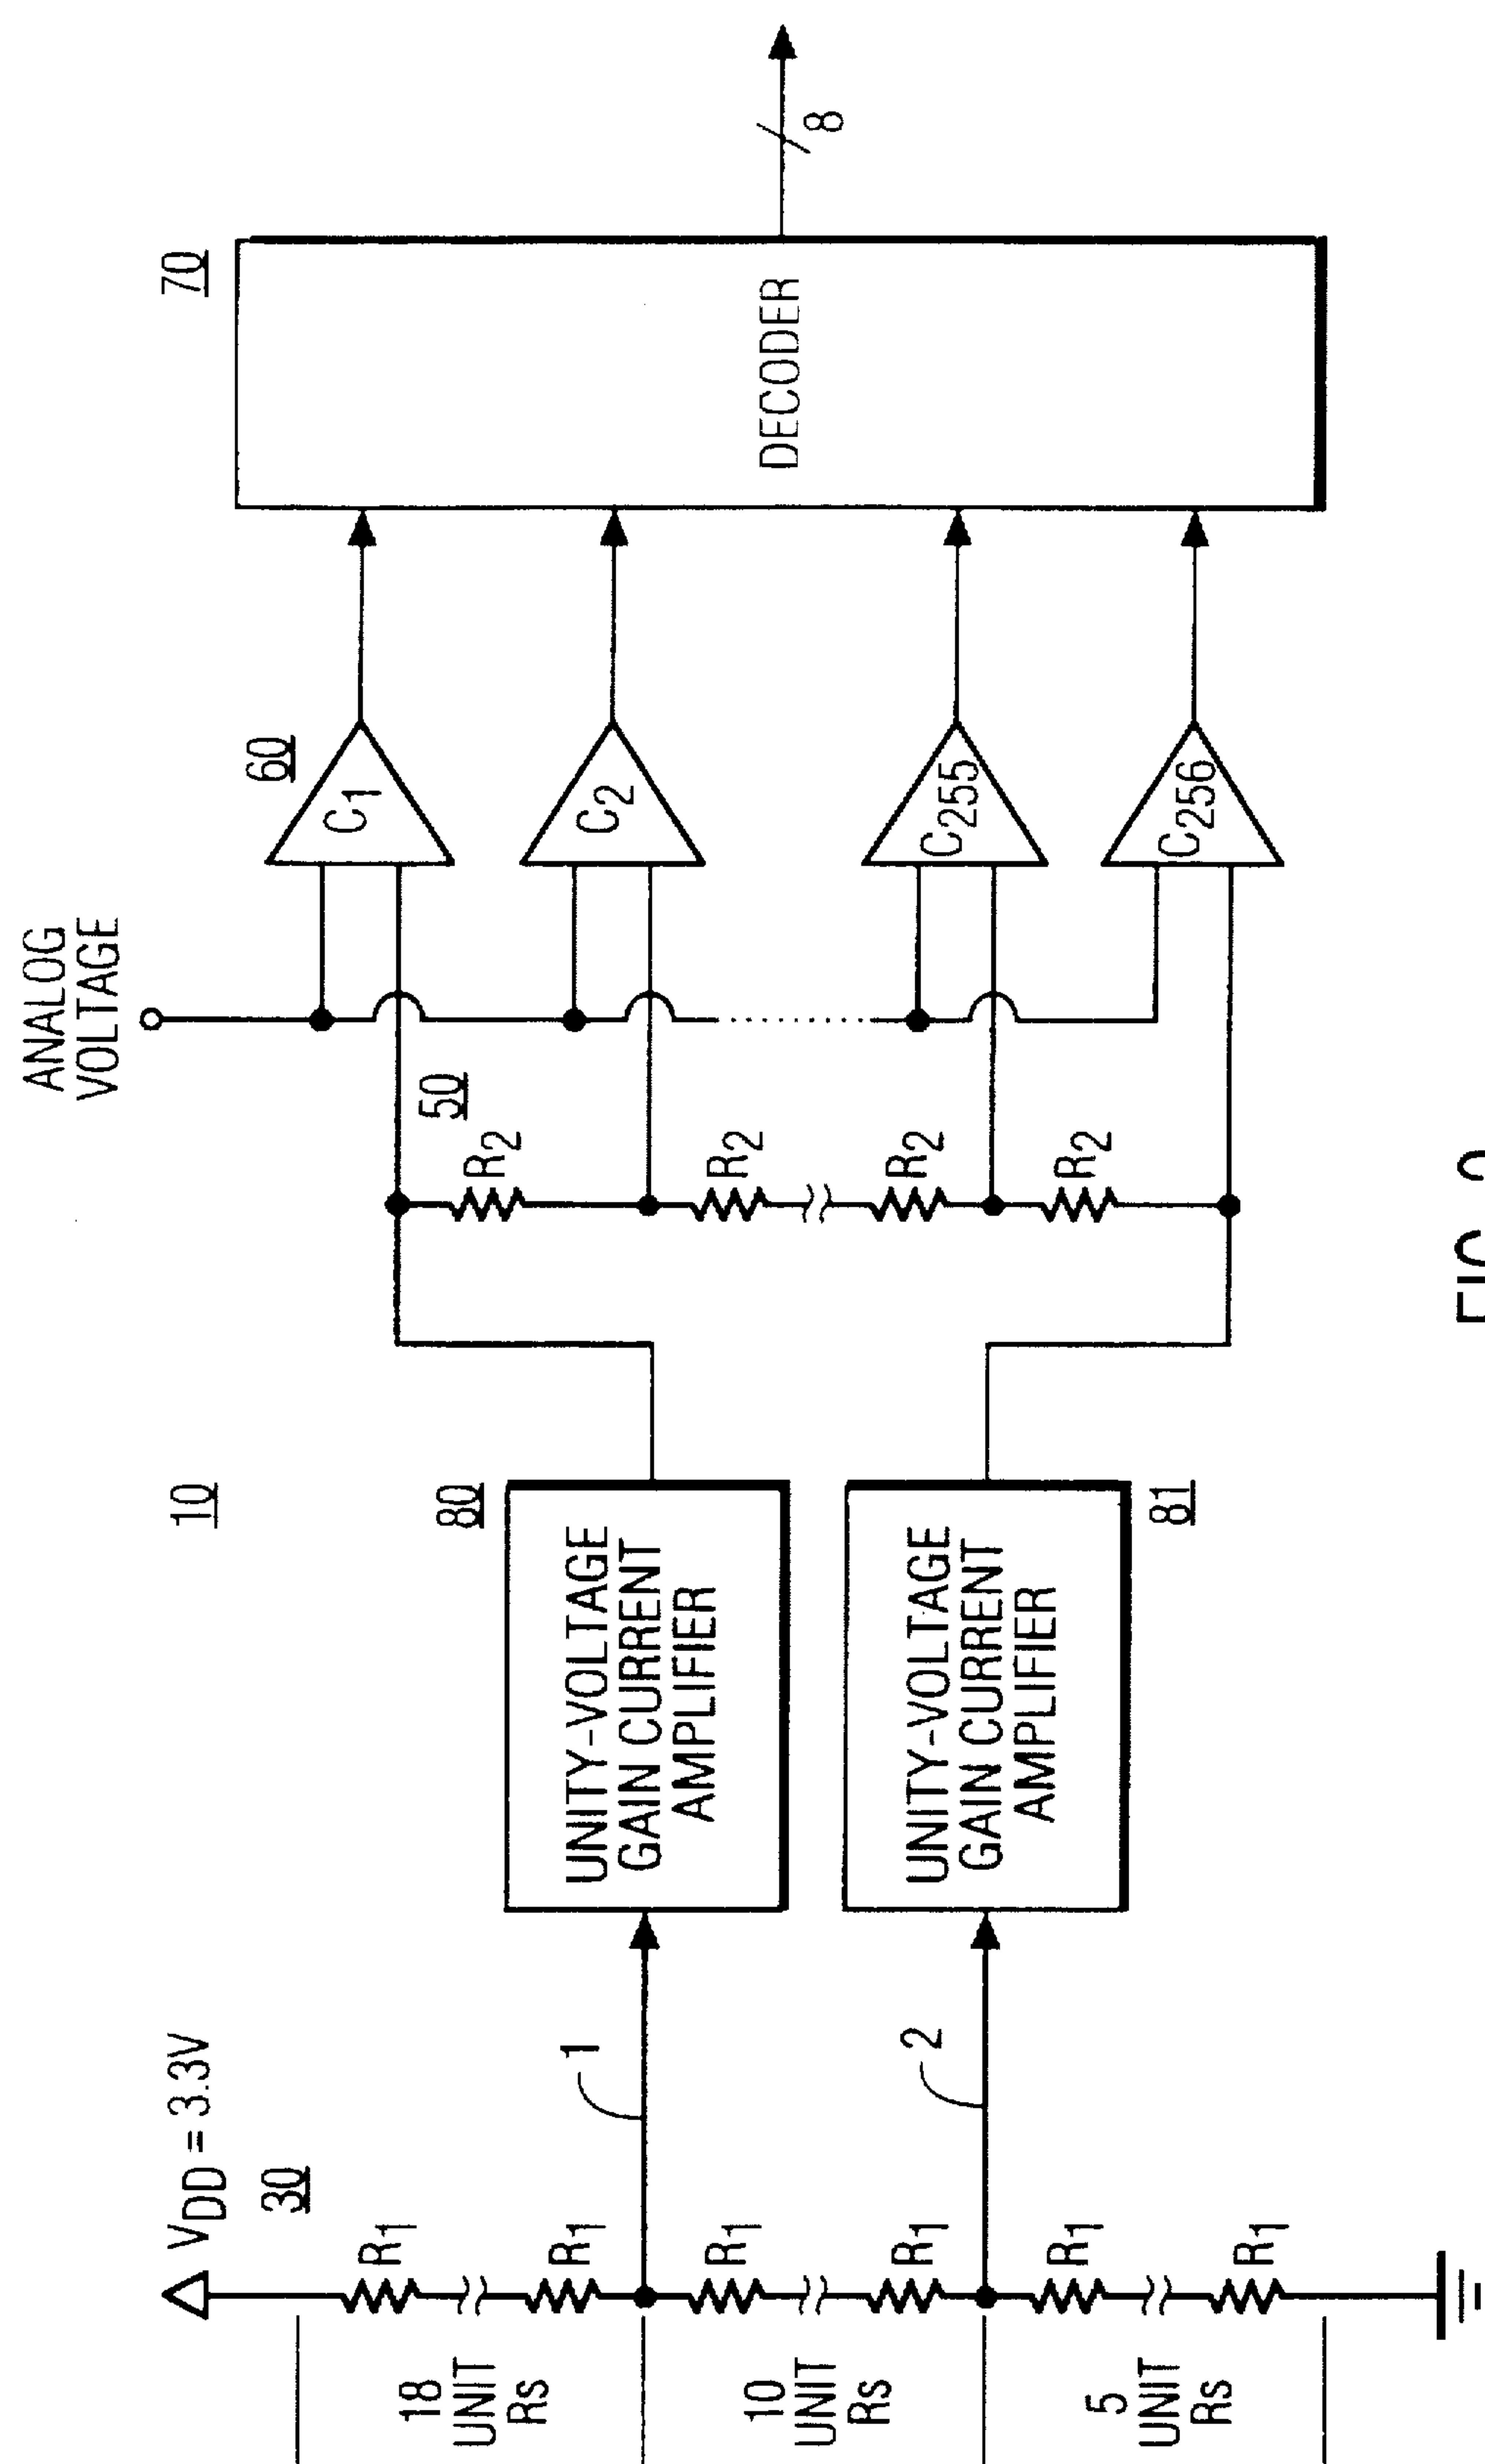 ANALOG
VOLTAGE
70
DECODER
8
60
C1
C2
C255
C256
50
R2
R2
R2
R2
10
80
UNITY-VOLTAGE
GAIN CURRENT
AMPLIFIER
81
UNITY-VOLTAGE
GAIN CURRENT
AMPLIFIER
1
2
VDD = 3.3V
30
R1
R1
R1
R1
R1
R1
18
UNIT
Rs
10
UNIT
Rs
5
UNIT
Rs